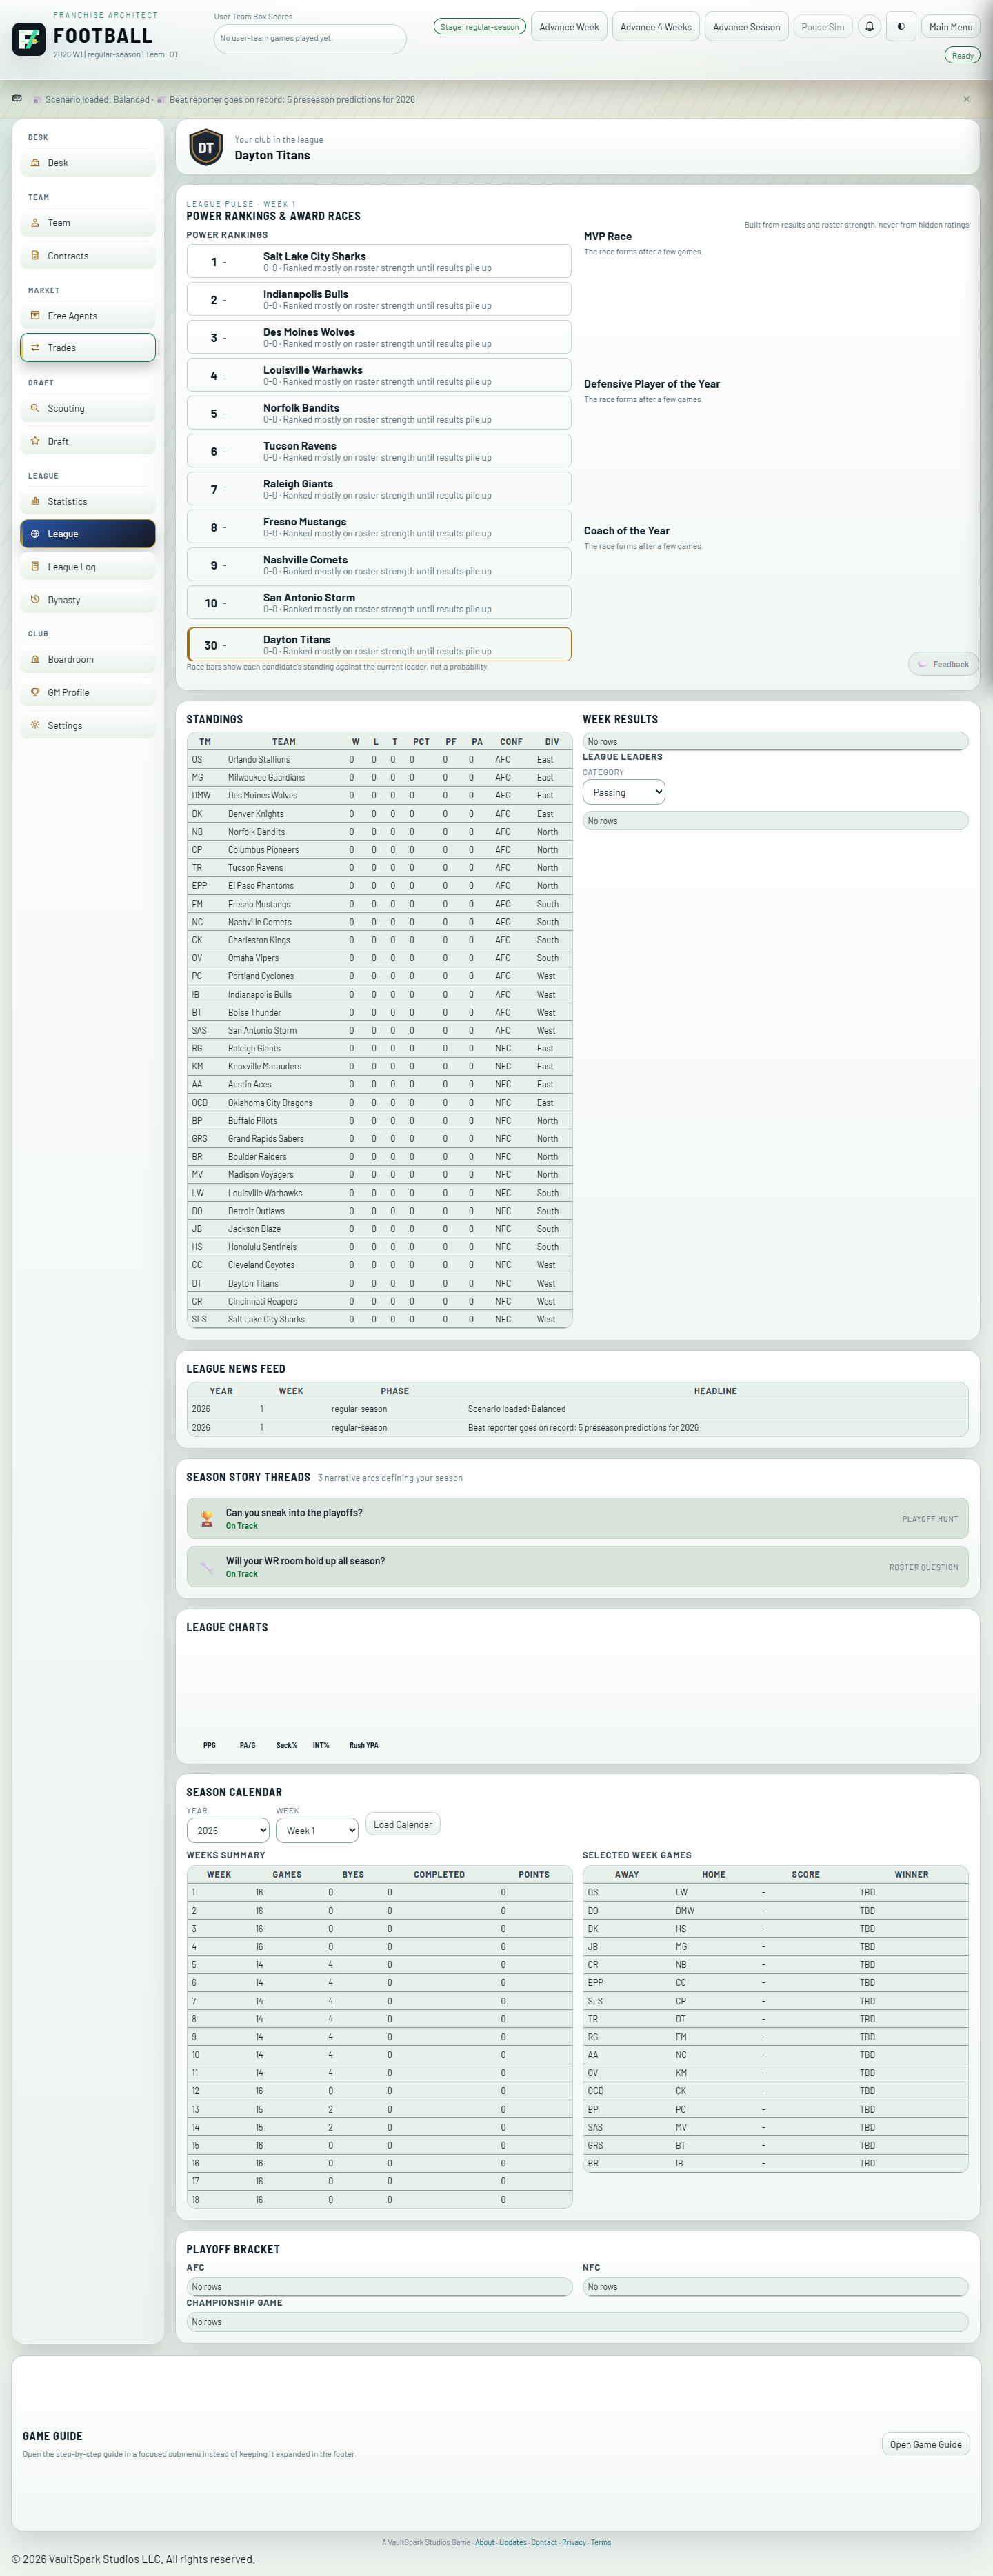 FRANCHISE ARCHITECT
FOOTBALL
2026 W1 | regular-season | Team: DT
User Team Box Scores
No user-team games played yet.
Stage: regular-season
Advance Week
Advance 4 Weeks
Advance Season
Pause Sim
Main Menu
Ready
Scenario loaded: Balanced · Beat reporter goes on record: 5 preseason predictions for 2026
DESK
Desk
TEAM
Team
Contracts
MARKET
Free Agents
Trades
DRAFT
Scouting
Draft
LEAGUE
Statistics
League
League Log
Dynasty
CLUB
Boardroom
GM Profile
Settings
DT
Your club in the league
Dayton Titans
LEAGUE PULSE · WEEK 1
POWER RANKINGS & AWARD RACES
Built from results and roster strength, never from hidden ratings
POWER RANKINGS
1 – Salt Lake City Sharks
0-0 · Ranked mostly on roster strength until results pile up
2 – Indianapolis Bulls
0-0 · Ranked mostly on roster strength until results pile up
3 – Des Moines Wolves
0-0 · Ranked mostly on roster strength until results pile up
4 – Louisville Warhawks
0-0 · Ranked mostly on roster strength until results pile up
5 – Norfolk Bandits
0-0 · Ranked mostly on roster strength until results pile up
6 – Tucson Ravens
0-0 · Ranked mostly on roster strength until results pile up
7 – Raleigh Giants
0-0 · Ranked mostly on roster strength until results pile up
8 – Fresno Mustangs
0-0 · Ranked mostly on roster strength until results pile up
9 – Nashville Comets
0-0 · Ranked mostly on roster strength until results pile up
10 – San Antonio Storm
0-0 · Ranked mostly on roster strength until results pile up
30 – Dayton Titans
0-0 · Ranked mostly on roster strength until results pile up
Race bars show each candidate's standing against the current leader, not a probability.
MVP Race
The race forms after a few games.
Defensive Player of the Year
The race forms after a few games.
Coach of the Year
The race forms after a few games.
Feedback
STANDINGS
TM TEAM W L T PCT PF PA CONF DIV
OS Orlando Stallions 0 0 0 0 0 0 AFC East
MG Milwaukee Guardians 0 0 0 0 0 0 AFC East
DMW Des Moines Wolves 0 0 0 0 0 0 AFC East
DK Denver Knights 0 0 0 0 0 0 AFC East
NB Norfolk Bandits 0 0 0 0 0 0 AFC North
CP Columbus Pioneers 0 0 0 0 0 0 AFC North
TR Tucson Ravens 0 0 0 0 0 0 AFC North
EPP El Paso Phantoms 0 0 0 0 0 0 AFC North
FM Fresno Mustangs 0 0 0 0 0 0 AFC South
NC Nashville Comets 0 0 0 0 0 0 AFC South
CK Charleston Kings 0 0 0 0 0 0 AFC South
OV Omaha Vipers 0 0 0 0 0 0 AFC South
PC Portland Cyclones 0 0 0 0 0 0 AFC West
IB Indianapolis Bulls 0 0 0 0 0 0 AFC West
BT Boise Thunder 0 0 0 0 0 0 AFC West
SAS San Antonio Storm 0 0 0 0 0 0 AFC West
RG Raleigh Giants 0 0 0 0 0 0 NFC East
KM Knoxville Marauders 0 0 0 0 0 0 NFC East
AA Austin Aces 0 0 0 0 0 0 NFC East
OCD Oklahoma City Dragons 0 0 0 0 0 0 NFC East
BP Buffalo Pilots 0 0 0 0 0 0 NFC North
GRS Grand Rapids Sabers 0 0 0 0 0 0 NFC North
BR Boulder Raiders 0 0 0 0 0 0 NFC North
MV Madison Voyagers 0 0 0 0 0 0 NFC North
LW Louisville Warhawks 0 0 0 0 0 0 NFC South
DO Detroit Outlaws 0 0 0 0 0 0 NFC South
JB Jackson Blaze 0 0 0 0 0 0 NFC South
HS Honolulu Sentinels 0 0 0 0 0 0 NFC South
CC Cleveland Coyotes 0 0 0 0 0 0 NFC West
DT Dayton Titans 0 0 0 0 0 0 NFC West
CR Cincinnati Reapers 0 0 0 0 0 0 NFC West
SLS Salt Lake City Sharks 0 0 0 0 0 0 NFC West
WEEK RESULTS
No rows
LEAGUE LEADERS
CATEGORY
Passing
No rows
LEAGUE NEWS FEED
YEAR WEEK PHASE HEADLINE
2026 1 regular-season Scenario loaded: Balanced
2026 1 regular-season Beat reporter goes on record: 5 preseason predictions for 2026
SEASON STORY THREADS 3 narrative arcs defining your season
Can you sneak into the playoffs?
On Track
PLAYOFF HUNT
Will your WR room hold up all season?
On Track
ROSTER QUESTION
LEAGUE CHARTS
PPG PA/G Sack% INT% Rush YPA
SEASON CALENDAR
YEAR WEEK
2026 Week 1 Load Calendar
WEEKS SUMMARY
WEEK GAMES BYES COMPLETED POINTS
1 16 0 0 0
2 16 0 0 0
3 16 0 0 0
4 16 0 0 0
5 14 4 0 0
6 14 4 0 0
7 14 4 0 0
8 14 4 0 0
9 14 4 0 0
10 14 4 0 0
11 14 4 0 0
12 16 0 0 0
13 15 2 0 0
14 15 2 0 0
15 16 0 0 0
16 16 0 0 0
17 16 0 0 0
18 16 0 0 0
SELECTED WEEK GAMES
AWAY HOME SCORE WINNER
OS LW - TBD
DO DMW - TBD
DK HS - TBD
JB MG - TBD
CR NB - TBD
EPP CC - TBD
SLS CP - TBD
TR DT - TBD
RG FM - TBD
AA NC - TBD
OV KM - TBD
OCD CK - TBD
BP PC - TBD
SAS MV - TBD
GRS BT - TBD
BR IB - TBD
PLAYOFF BRACKET
AFC
No rows
NFC
No rows
CHAMPIONSHIP GAME
No rows
GAME GUIDE
Open the step-by-step guide in a focused submenu instead of keeping it expanded in the footer.
Open Game Guide
A VaultSpark Studios Game · About · Updates · Contact · Privacy · Terms
© 2026 VaultSpark Studios LLC. All rights reserved.